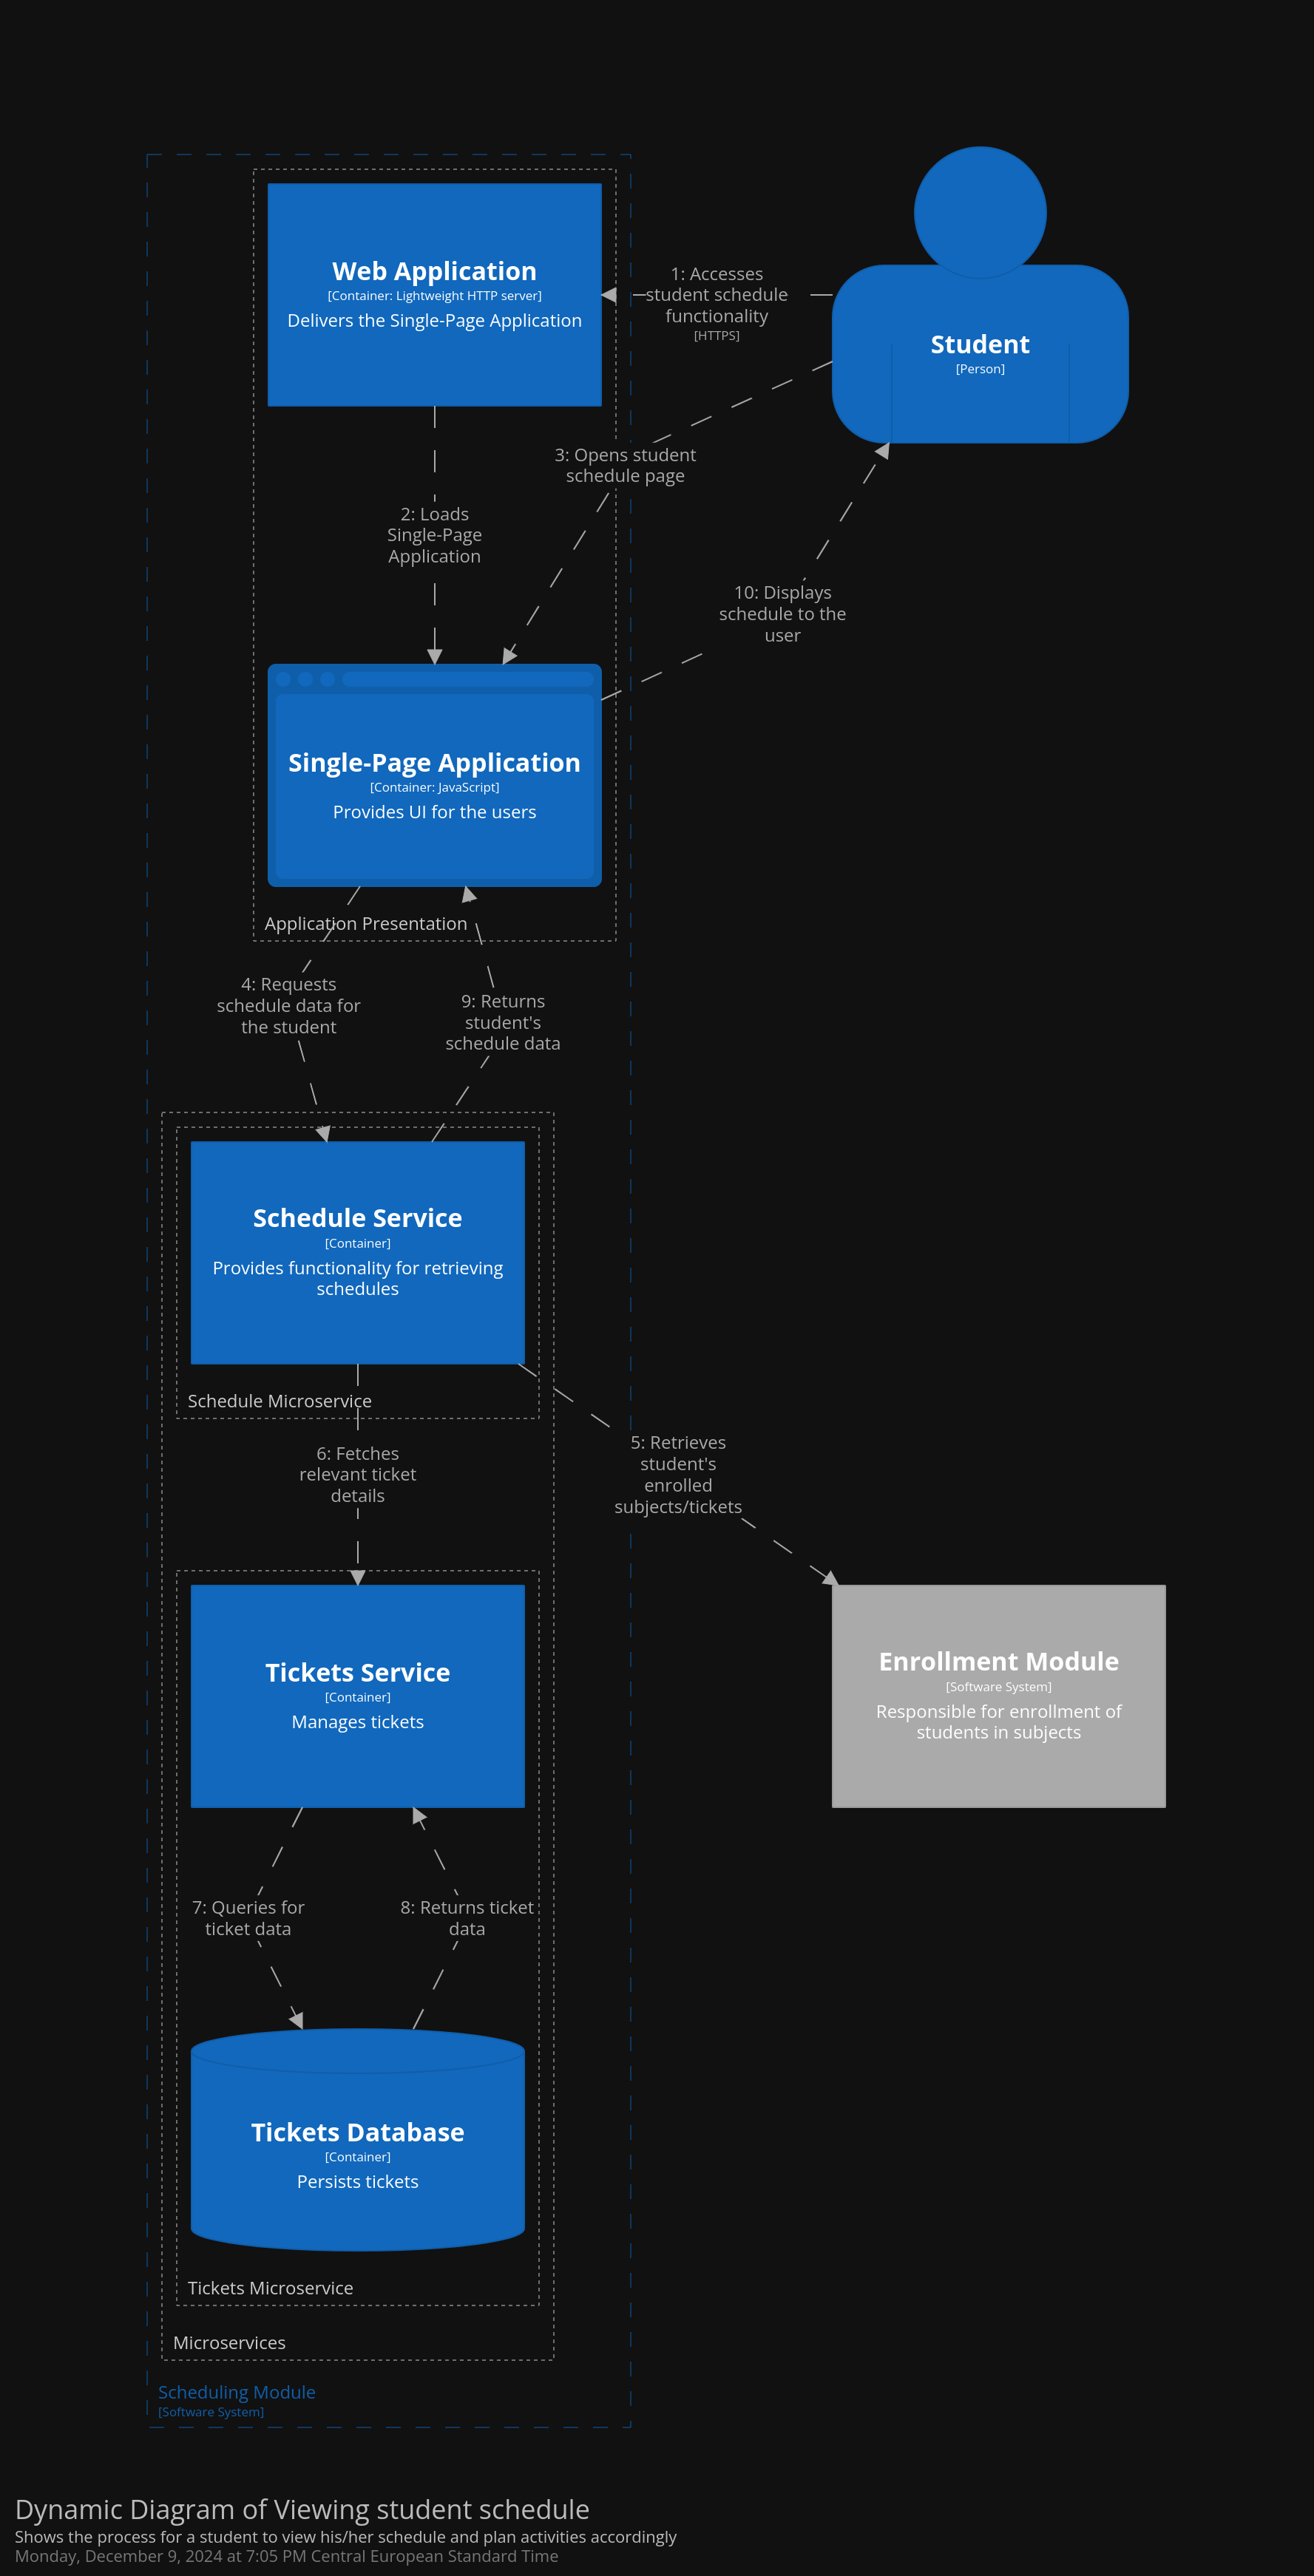 Web Application
[Container: Lightweight HTTP server]
Delivers the Single-Page Application
1: Accesses
student schedule
functionality
[HTTPS]
Student
[Person]
3: Opens student
schedule page
2: Loads
Single-Page
Application
10: Displays
schedule to the
user
Single-Page Application
[Container: JavaScript]
Provides UI for the users
Application Presentation
4: Requests
schedule data for
the student
9: Returns
student's
schedule data
Schedule Service
[Container]
Provides functionality for retrieving
schedules
Schedule Microservice
5: Retrieves
student's
enrolled
subjects/tickets
6: Fetches
relevant ticket
details
Tickets Service
[Container]
Manages tickets
Enrollment Module
[Software System]
Responsible for enrollment of
students in subjects
7: Queries for
ticket data
8: Returns ticket
data
Tickets Database
[Container]
Persists tickets
Tickets Microservice
Microservices
Scheduling Module
[Software System]
Dynamic Diagram of Viewing student schedule
Shows the process for a student to view his/her schedule and plan activities accordingly
Monday, December 9, 2024 at 7:05 PM Central European Standard Time